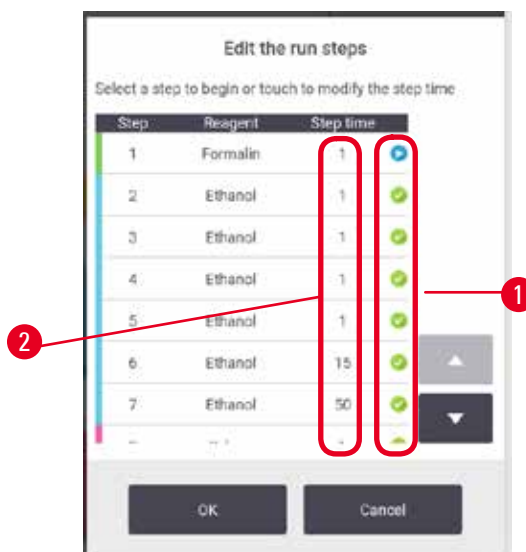 Edit the run steps
Select a step to begin or touch to modify the step time
Step Reagent Step time
1 Formalin 1
2 Ethanol 1
3 Ethanol 1
4 Ethanol 1
5 Ethanol 1
6 Ethanol 15
7 Ethanol 50
OK Cancel
1
2